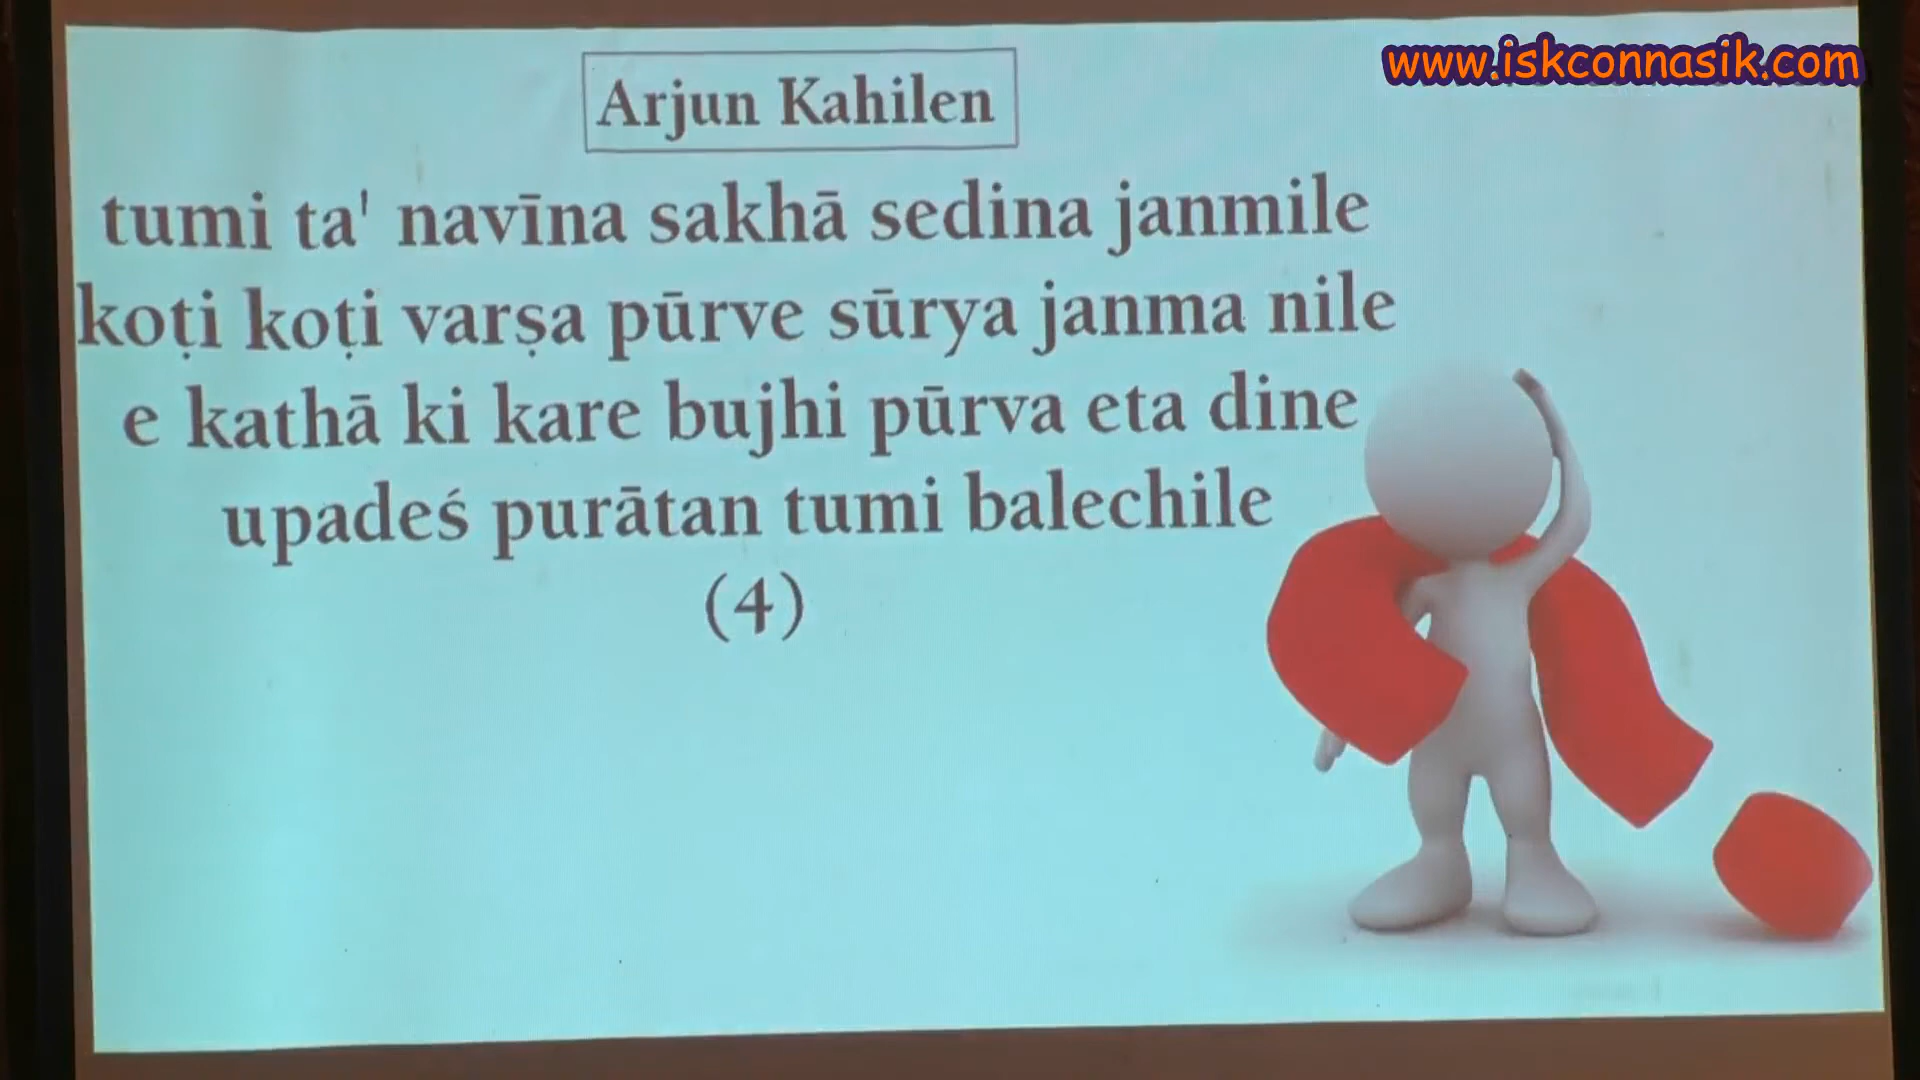 www.iskconnasik.com
Arjun Kahilen
tumi ta' navīna sakhā sedina janmile
koṭi koṭi varṣa pūrve sūrya janma nile
e kathā ki kare bujhi pūrva eta dine
upadeś purātan tumi balechile
(4)